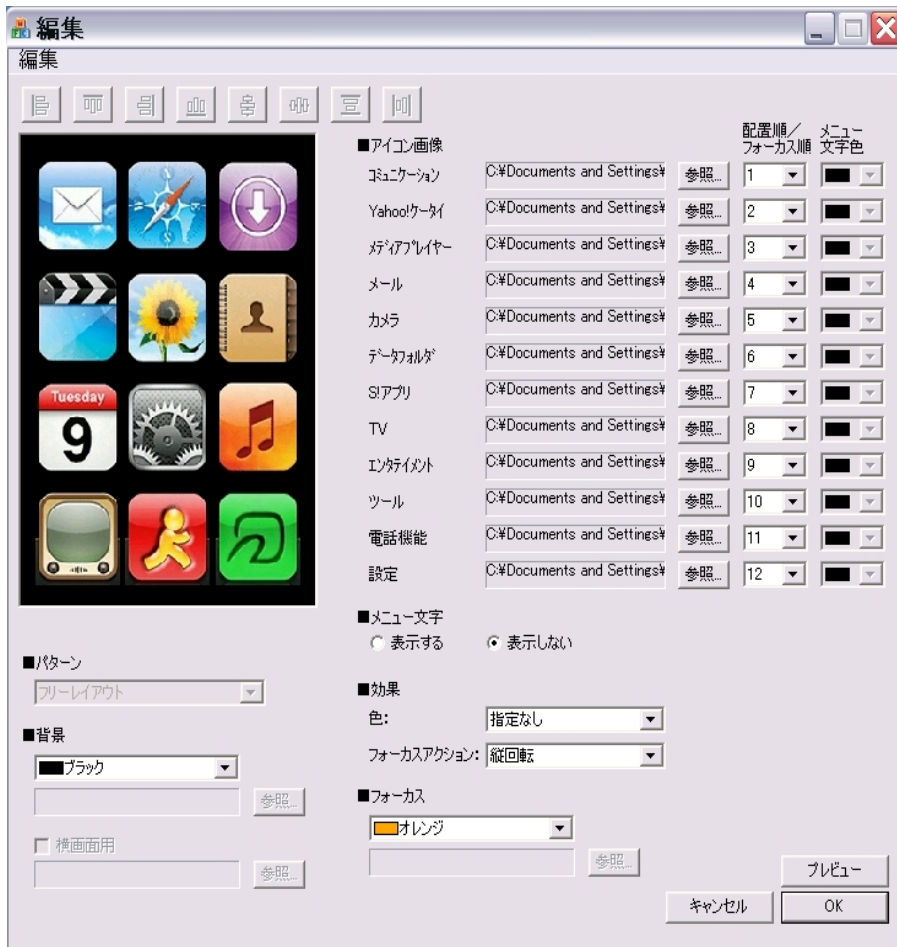 編集
編集
■アイコン画像
配置順／
フォーカス順
メニュー
文字色
コミュニケーション C:¥Documents and Settings¥ 参照... 1
Yahoo!ケータイ C:¥Documents and Settings¥ 参照... 2
メディアプレイヤー C:¥Documents and Settings¥ 参照... 3
メール C:¥Documents and Settings¥ 参照... 4
カメラ C:¥Documents and Settings¥ 参照... 5
データフォルダ C:¥Documents and Settings¥ 参照... 6
S!アプリ C:¥Documents and Settings¥ 参照... 7
TV C:¥Documents and Settings¥ 参照... 8
エンタテイメント C:¥Documents and Settings¥ 参照... 9
ツール C:¥Documents and Settings¥ 参照... 10
電話機能 C:¥Documents and Settings¥ 参照... 11
設定 C:¥Documents and Settings¥ 参照... 12
Tuesday
9
■メニュー文字
表示する 表示しない
■パターン
フリーレイアウト
■背景
ブラック
参照...
横画面用
参照...
■効果
色: 指定なし
フォーカスアクション: 縦回転
■フォーカス
オレンジ
参照...
プレビュー
キャンセル OK